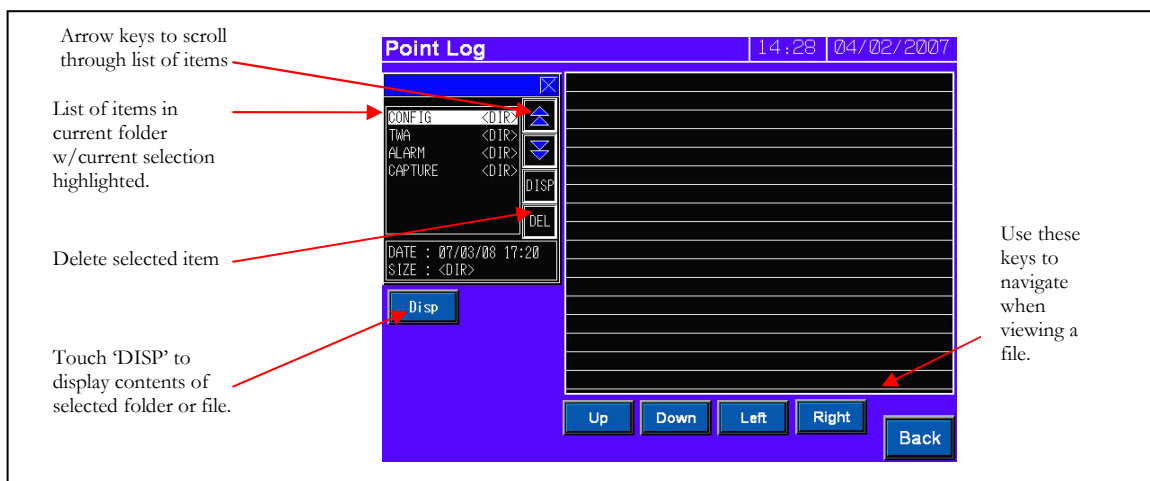 Arrow keys to scroll
through list of items
List of items in
current folder
w/current selection
highlighted.
Delete selected item
Touch ‘DISP’ to
display contents of
selected folder or file.
Point Log
14:28 04/02/2007
CONFIG <DIR>
TWA <DIR>
ALARM <DIR>
CAPTURE <DIR>
DISP
DEL
DATE : 07/03/08 17:20
SIZE : <DIR>
Disp
Up Down Left Right
Back
Use these
keys to
navigate
when
viewing a
file.